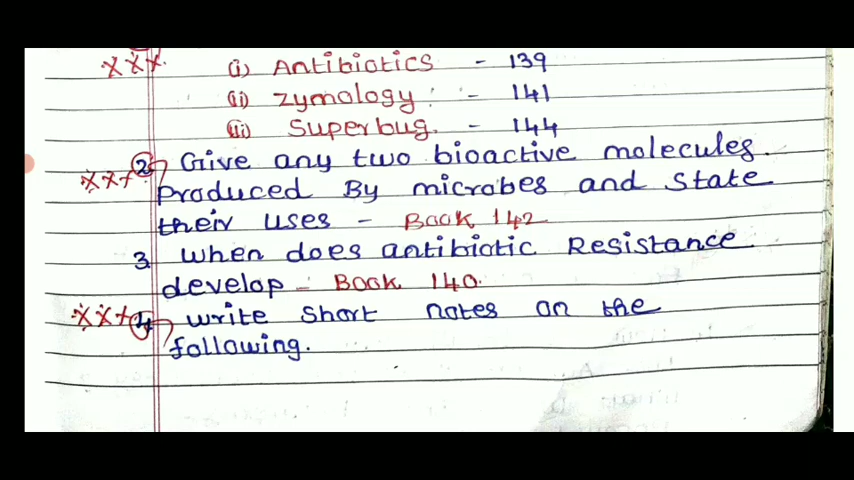 xxx. (i) Antibiotics - 139
(ii) zymology - 141
(iii) Superbug. - 144
xxx 2, Give any two bioactive molecules
produced By microbes and State
their uses - Book 142
3 when does antibiotic Resistance
develop - Book 140.
xxx 4, write short notes on the
following.